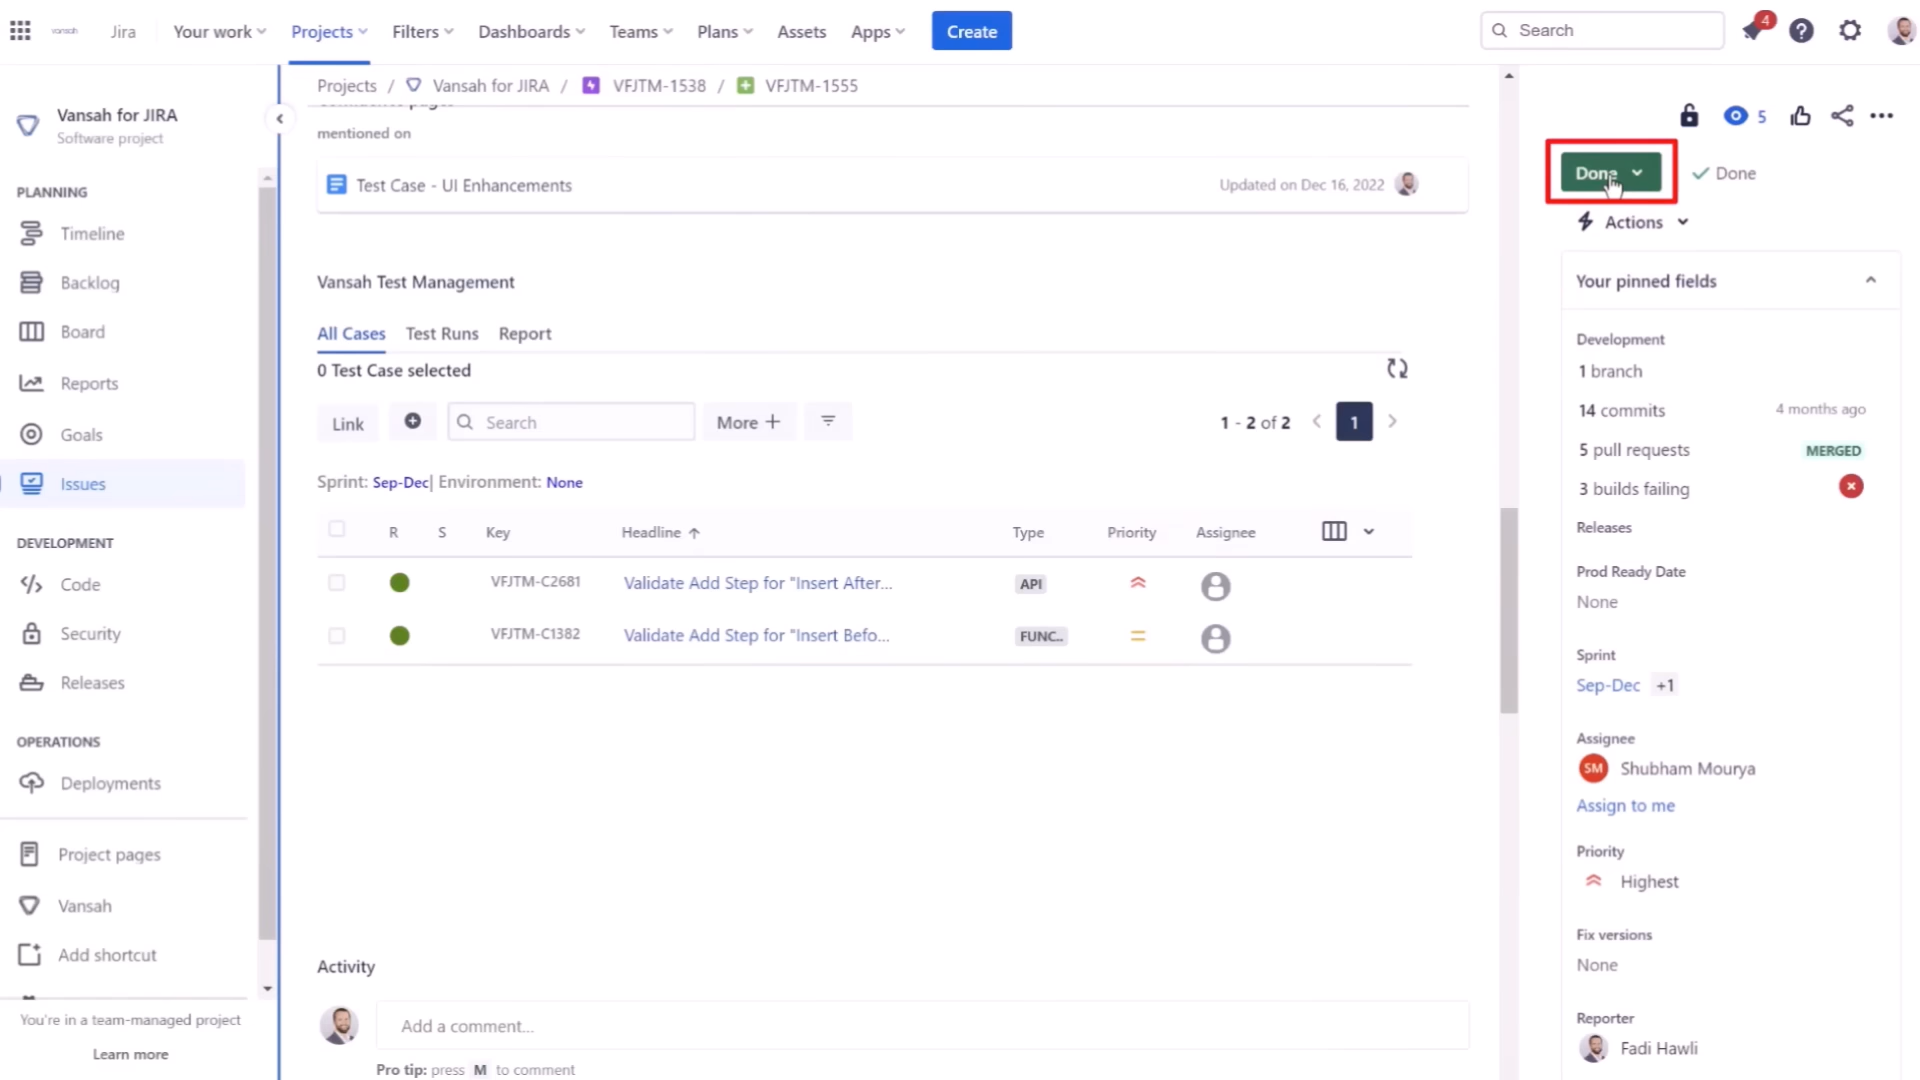 vansah Jira Your work Projects Filters Dashboards Teams Plans Assets Apps Create Search 4
Vansah for JIRA
Software project
PLANNING
Timeline
Backlog
Board
Reports
Goals
Issues
DEVELOPMENT
Code
Security
Releases
OPERATIONS
Deployments
Project pages
Vansah
Add shortcut
You're in a team-managed project
Learn more
Projects / Vansah for JIRA / VFJTM-1538 / VFJTM-1555
mentioned on
Test Case - UI Enhancements Updated on Dec 16, 2022
Vansah Test Management
All Cases Test Runs Report
0 Test Case selected
Link Search More + 1 - 2 of 2 1
Sprint: Sep-Dec| Environment: None
R S Key Headline Type Priority Assignee
VFJTM-C2681 Validate Add Step for "Insert After... API
VFJTM-C1382 Validate Add Step for "Insert Befo... FUNC..
Activity
Add a comment...
Pro tip: press M to comment
5
Done Done
Actions
Your pinned fields
Development
1 branch
14 commits 4 months ago
5 pull requests MERGED
3 builds failing
Releases
Prod Ready Date
None
Sprint
Sep-Dec +1
Assignee
SM Shubham Mourya
Assign to me
Priority
Highest
Fix versions
None
Reporter
Fadi Hawli